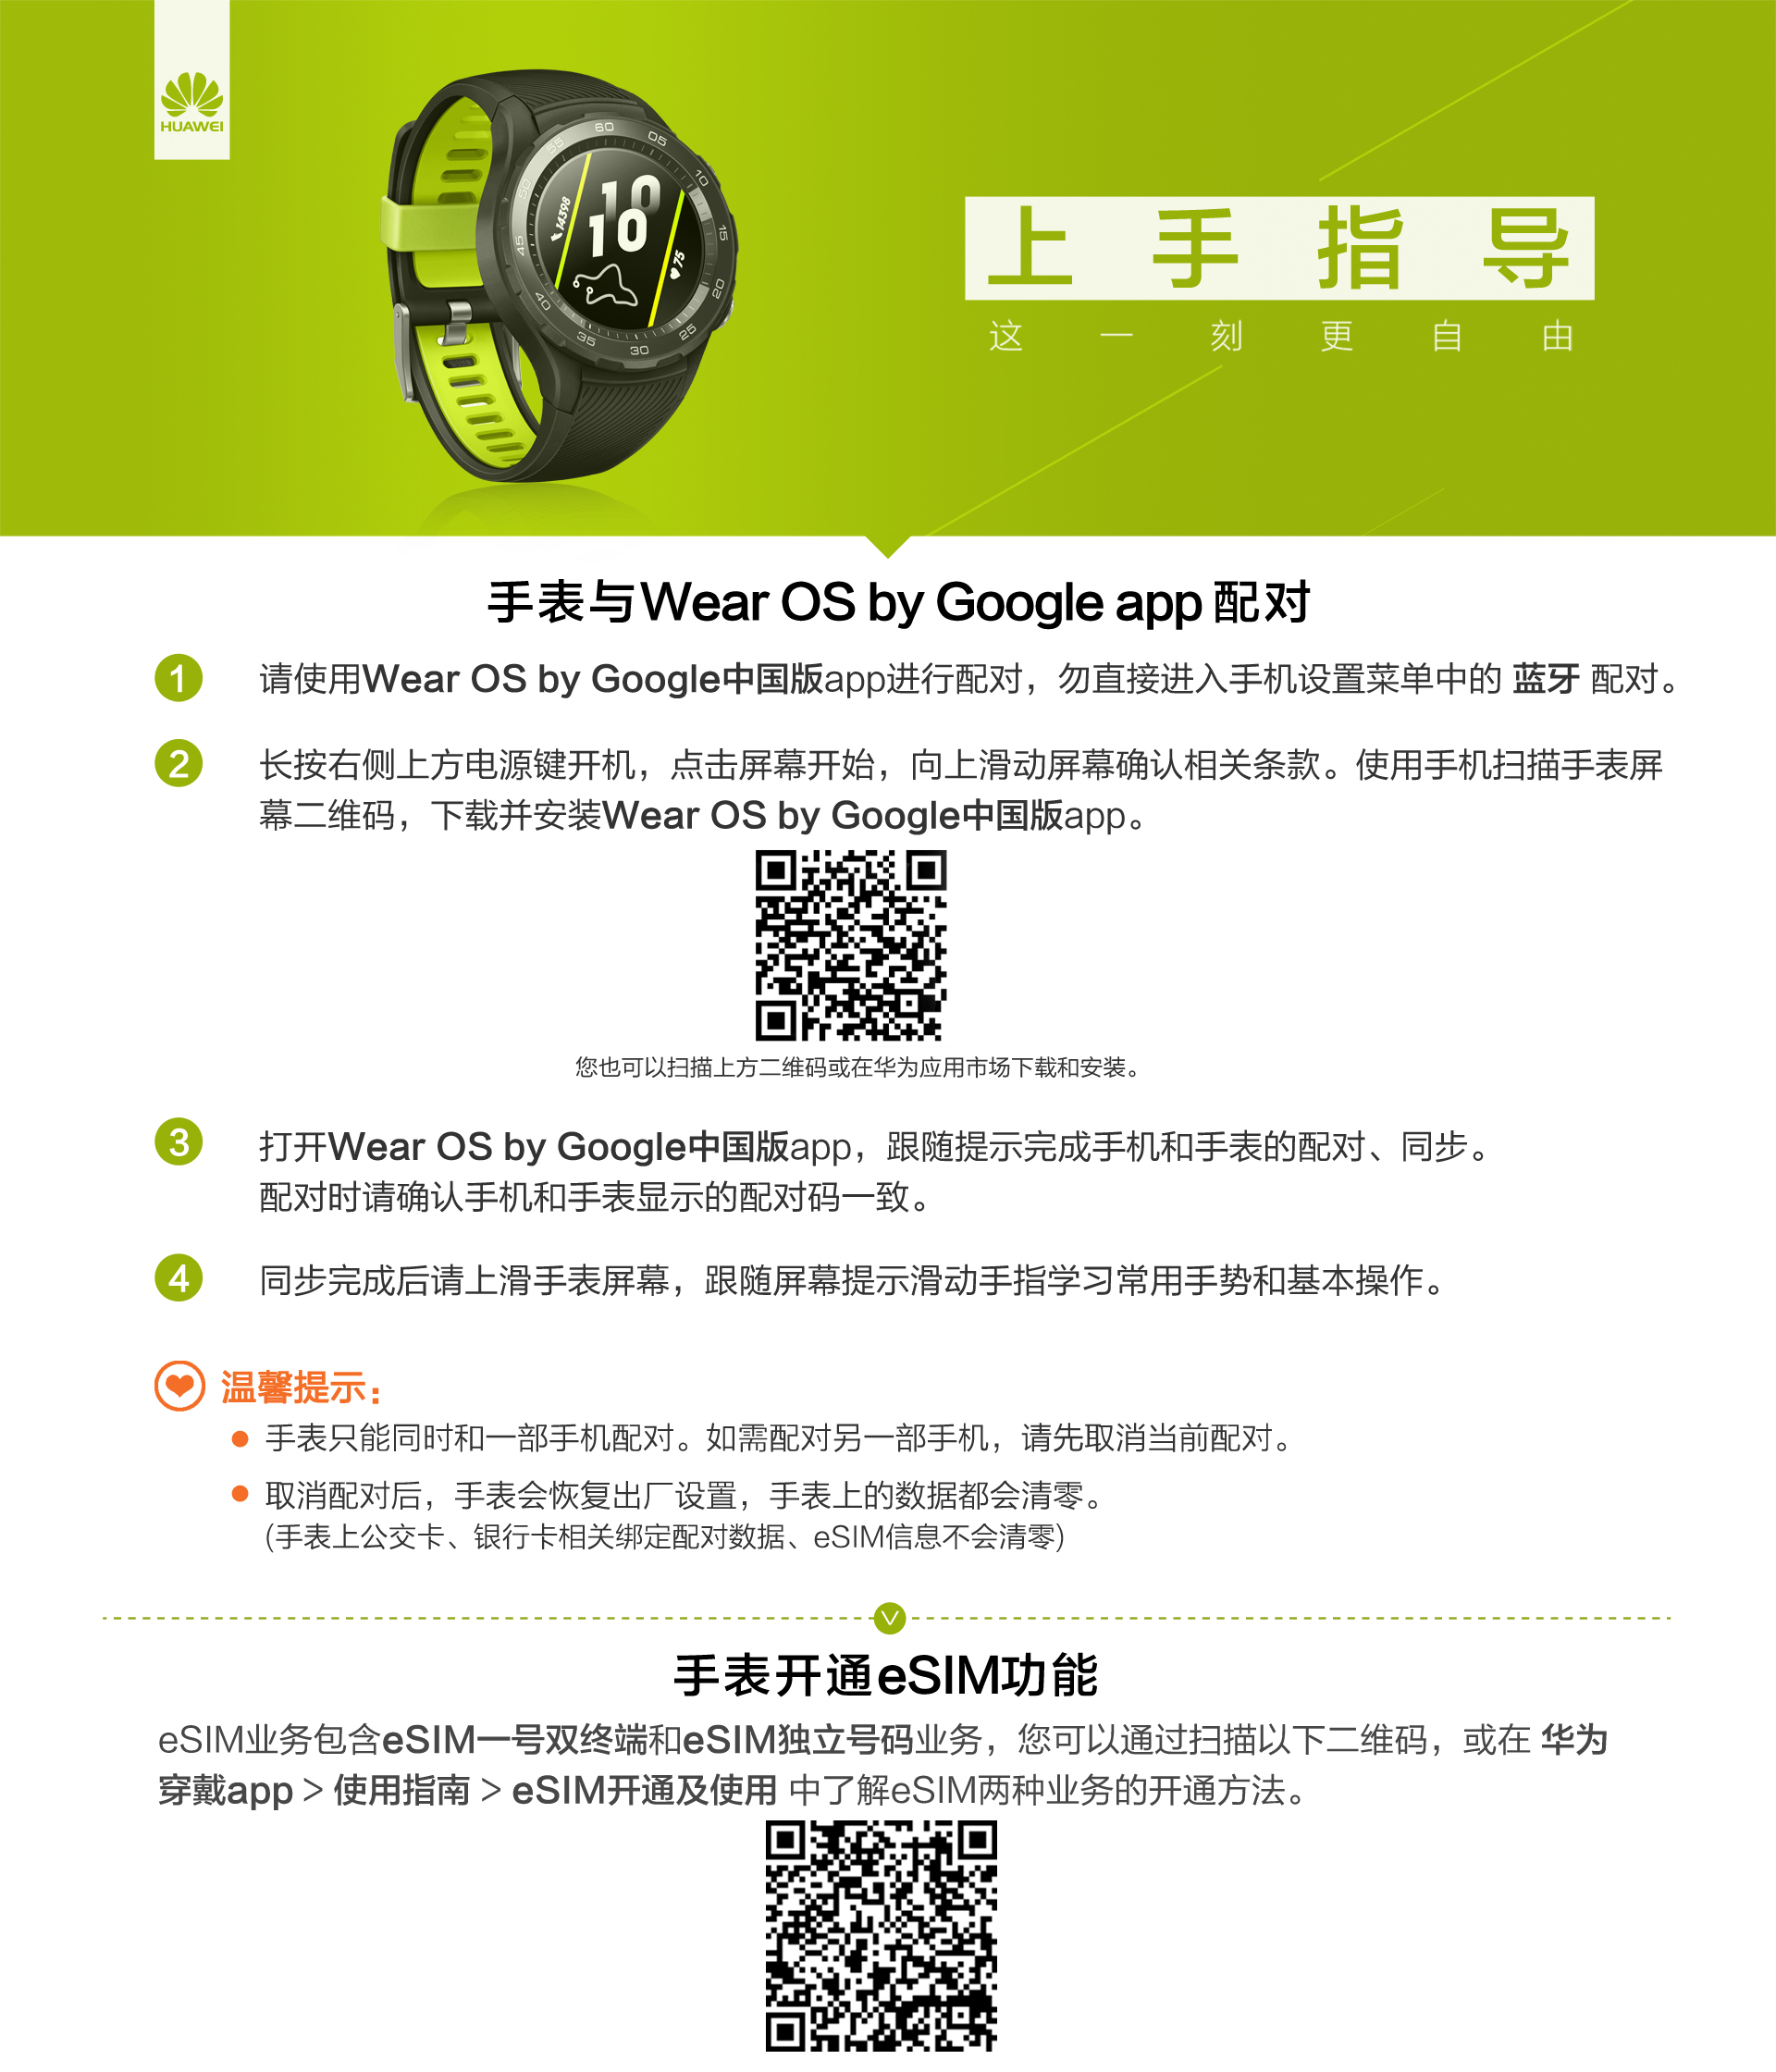 HUAWEI
60
05
55
10
50
15
45
20
40
25
35
30
14398
10
10
75
上手指导
这一刻更自由
手表与Wear OS by Google app 配对
1 请使用Wear OS by Google中国版app进行配对，勿直接进入手机设置菜单中的 蓝牙 配对。
2 长按右侧上方电源键开机，点击屏幕开始，向上滑动屏幕确认相关条款。使用手机扫描手表屏
幕二维码，下载并安装Wear OS by Google中国版app。
您也可以扫描上方二维码或在华为应用市场下载和安装。
3 打开Wear OS by Google中国版app，跟随提示完成手机和手表的配对、同步。
配对时请确认手机和手表显示的配对码一致。
4 同步完成后请上滑手表屏幕，跟随屏幕提示滑动手指学习常用手势和基本操作。
温馨提示：
● 手表只能同时和一部手机配对。如需配对另一部手机，请先取消当前配对。
● 取消配对后，手表会恢复出厂设置，手表上的数据都会清零。
(手表上公交卡、银行卡相关绑定配对数据、eSIM信息不会清零)
手表开通eSIM功能
eSIM业务包含eSIM一号双终端和eSIM独立号码业务，您可以通过扫描以下二维码，或在 华为
穿戴app > 使用指南 > eSIM开通及使用 中了解eSIM两种业务的开通方法。